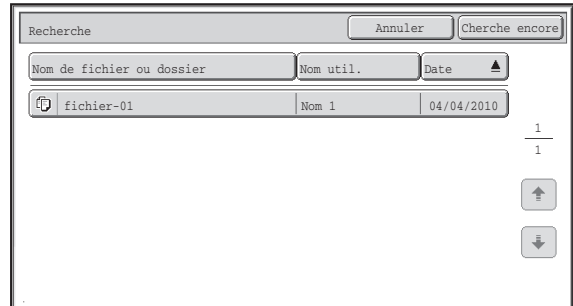 Recherche Annuler Cherche encore
Nom de fichier ou dossier Nom util. Date
fichier-01 Nom 1 04/04/2010
1
1